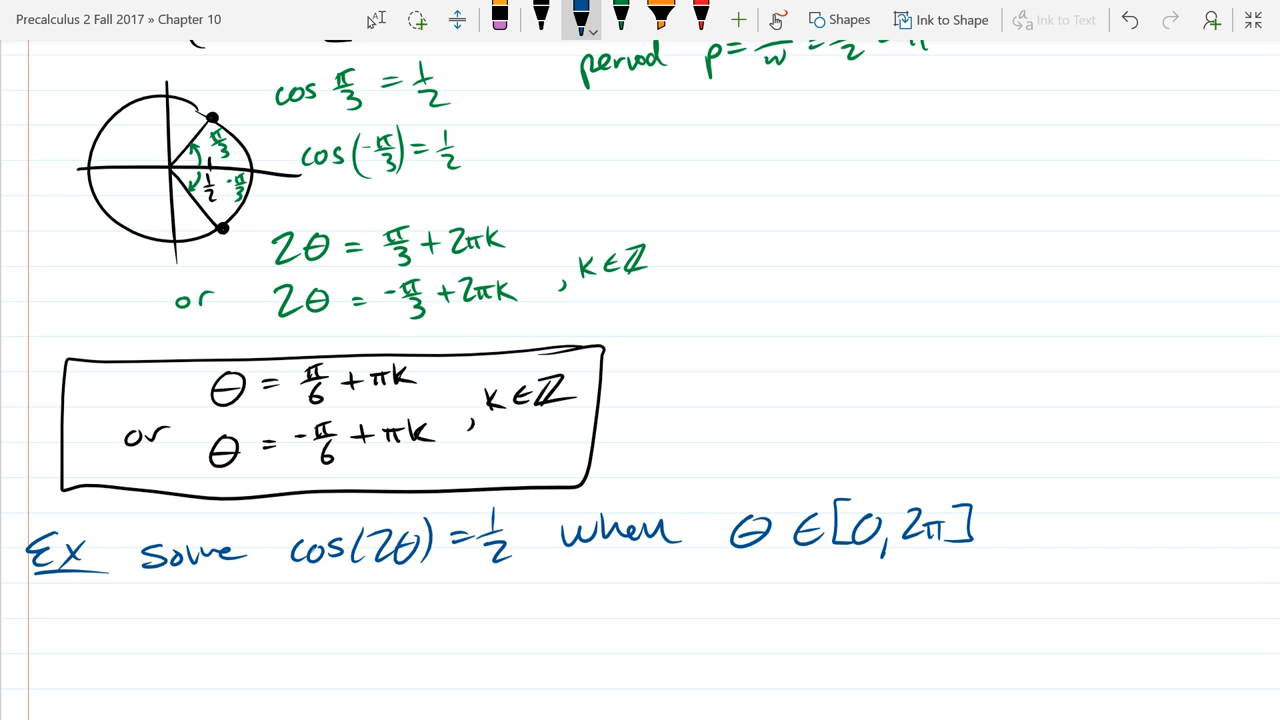 Precalculus 2 Fall 2017 » Chapter 10
Shapes
Ink to Shape
Ink to Text
period p = /w = /2 = π
cos π/3 = 1/2
cos(-π/3) = 1/2
π/3
1/2 -π/3
2θ = π/3 + 2πk
or 2θ = -π/3 + 2πk , k∈ℤ
θ = π/6 + πk
or θ = -π/6 + πk , k∈ℤ
Ex solve cos(2θ) = 1/2 when θ ∈ [0, 2π]